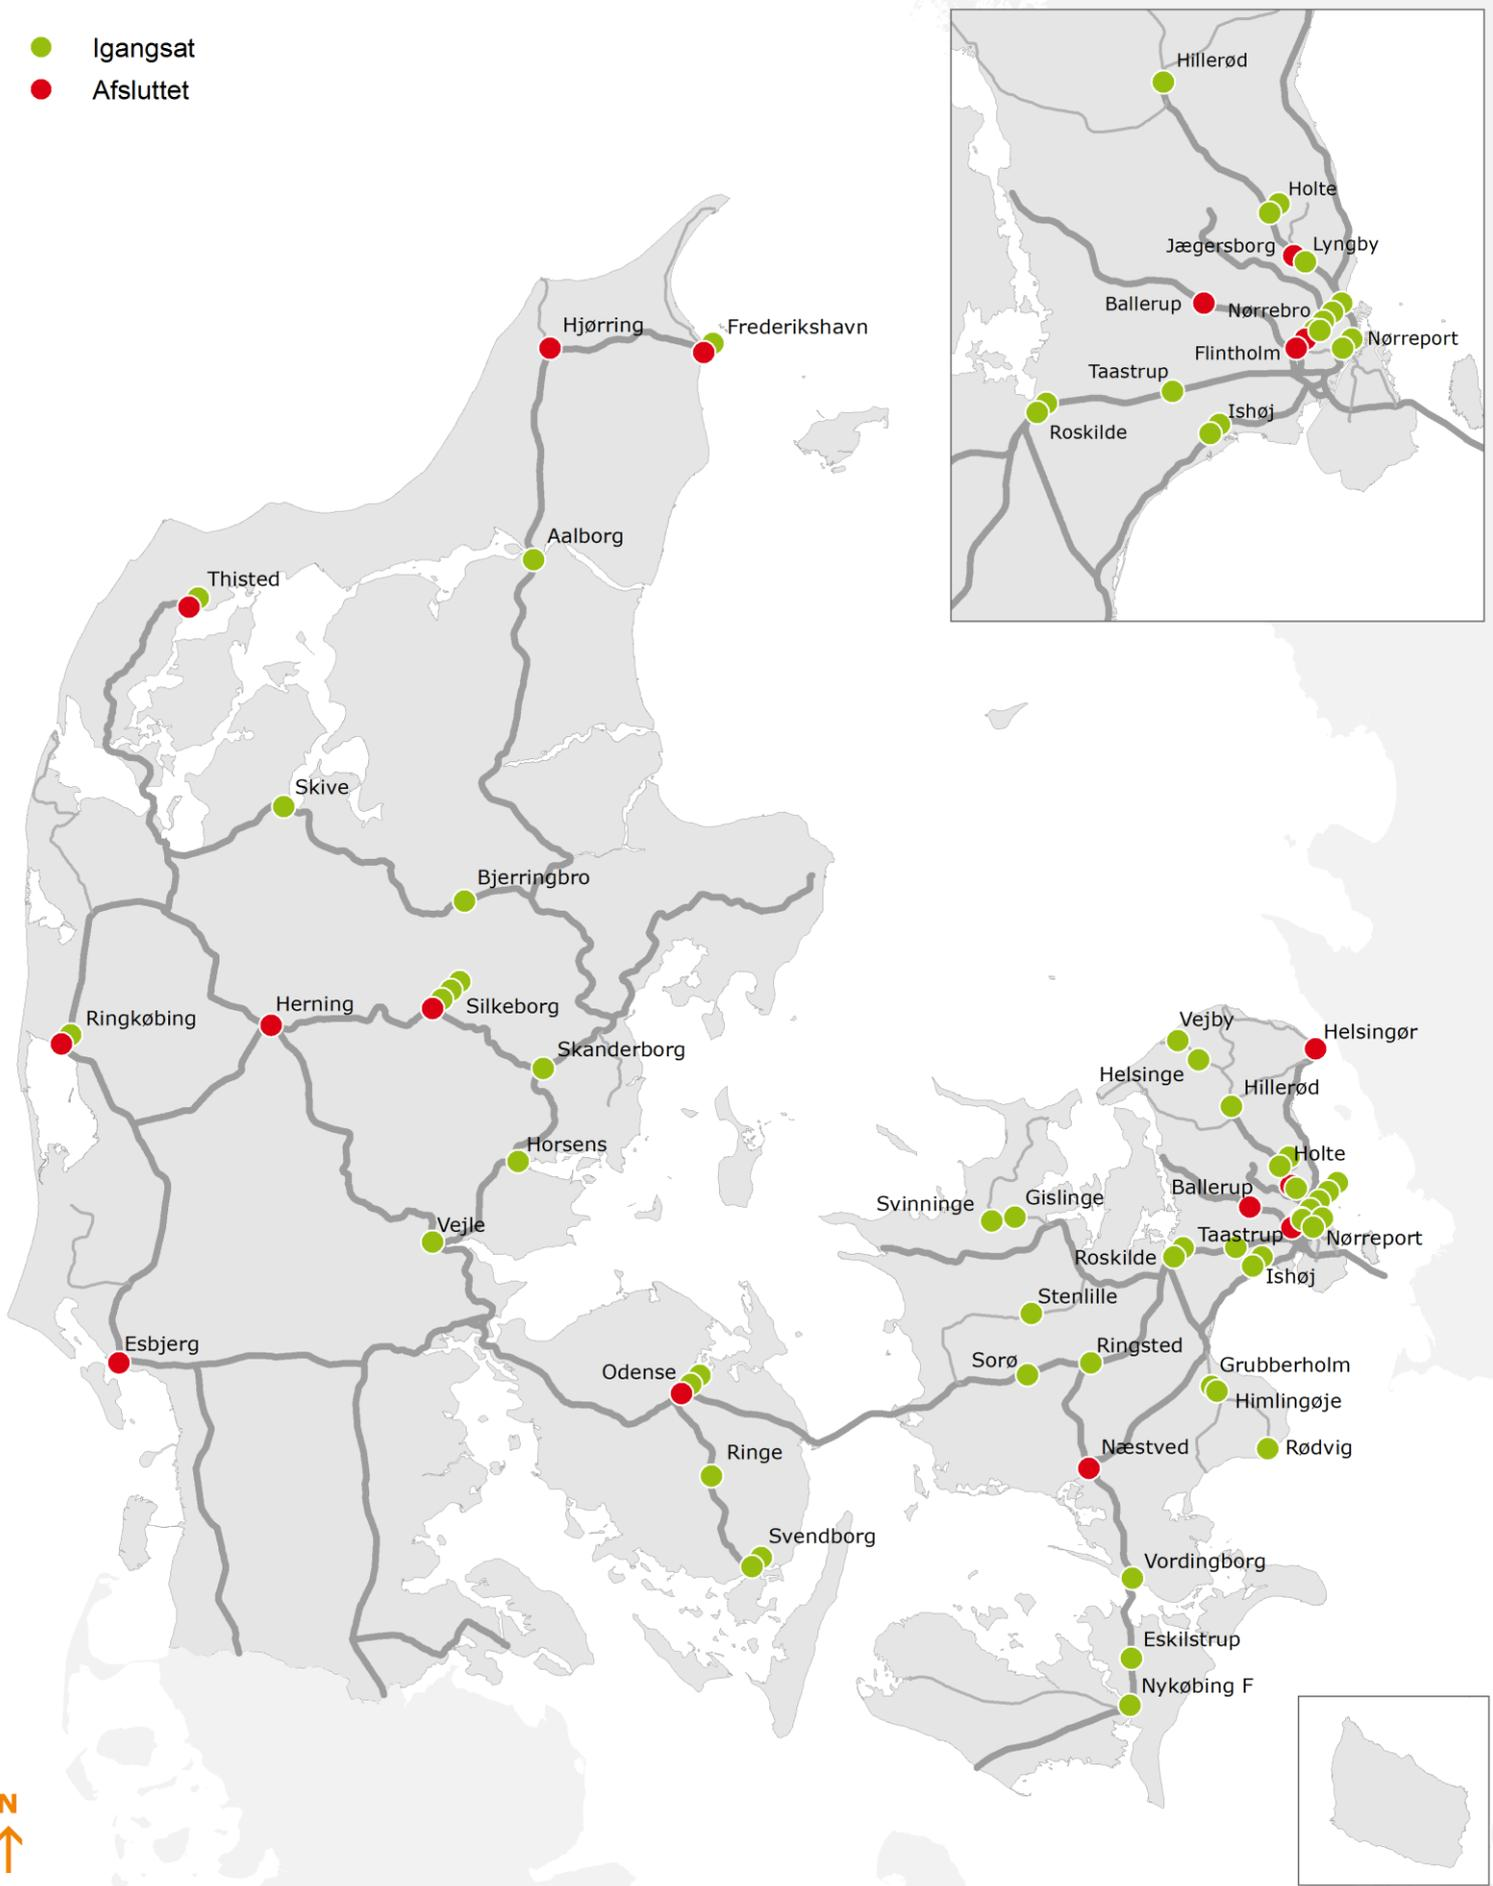 Igangsat
Afsluttet
Hillerød
Holte
Jægersborg
Lyngby
Ballerup
Nørrebro
Nørreport
Flintholm
Taastrup
Ishøj
Roskilde
Hjørring
Frederikshavn
Aalborg
Thisted
Skive
Bjerringbro
Ringkøbing
Herning
Silkeborg
Skanderborg
Horsens
Vejle
Esbjerg
Odense
Ringe
Svendborg
Vejby
Helsingør
Helsinge
Hillerød
Holte
Ballerup
Svinninge
Gislinge
Taastrup
Nørreport
Roskilde
Ishøj
Stenlille
Sorø
Ringsted
Grubberholm
Himlingøje
Næstved
Rødvig
Vordingborg
Eskilstrup
Nykøbing F
N